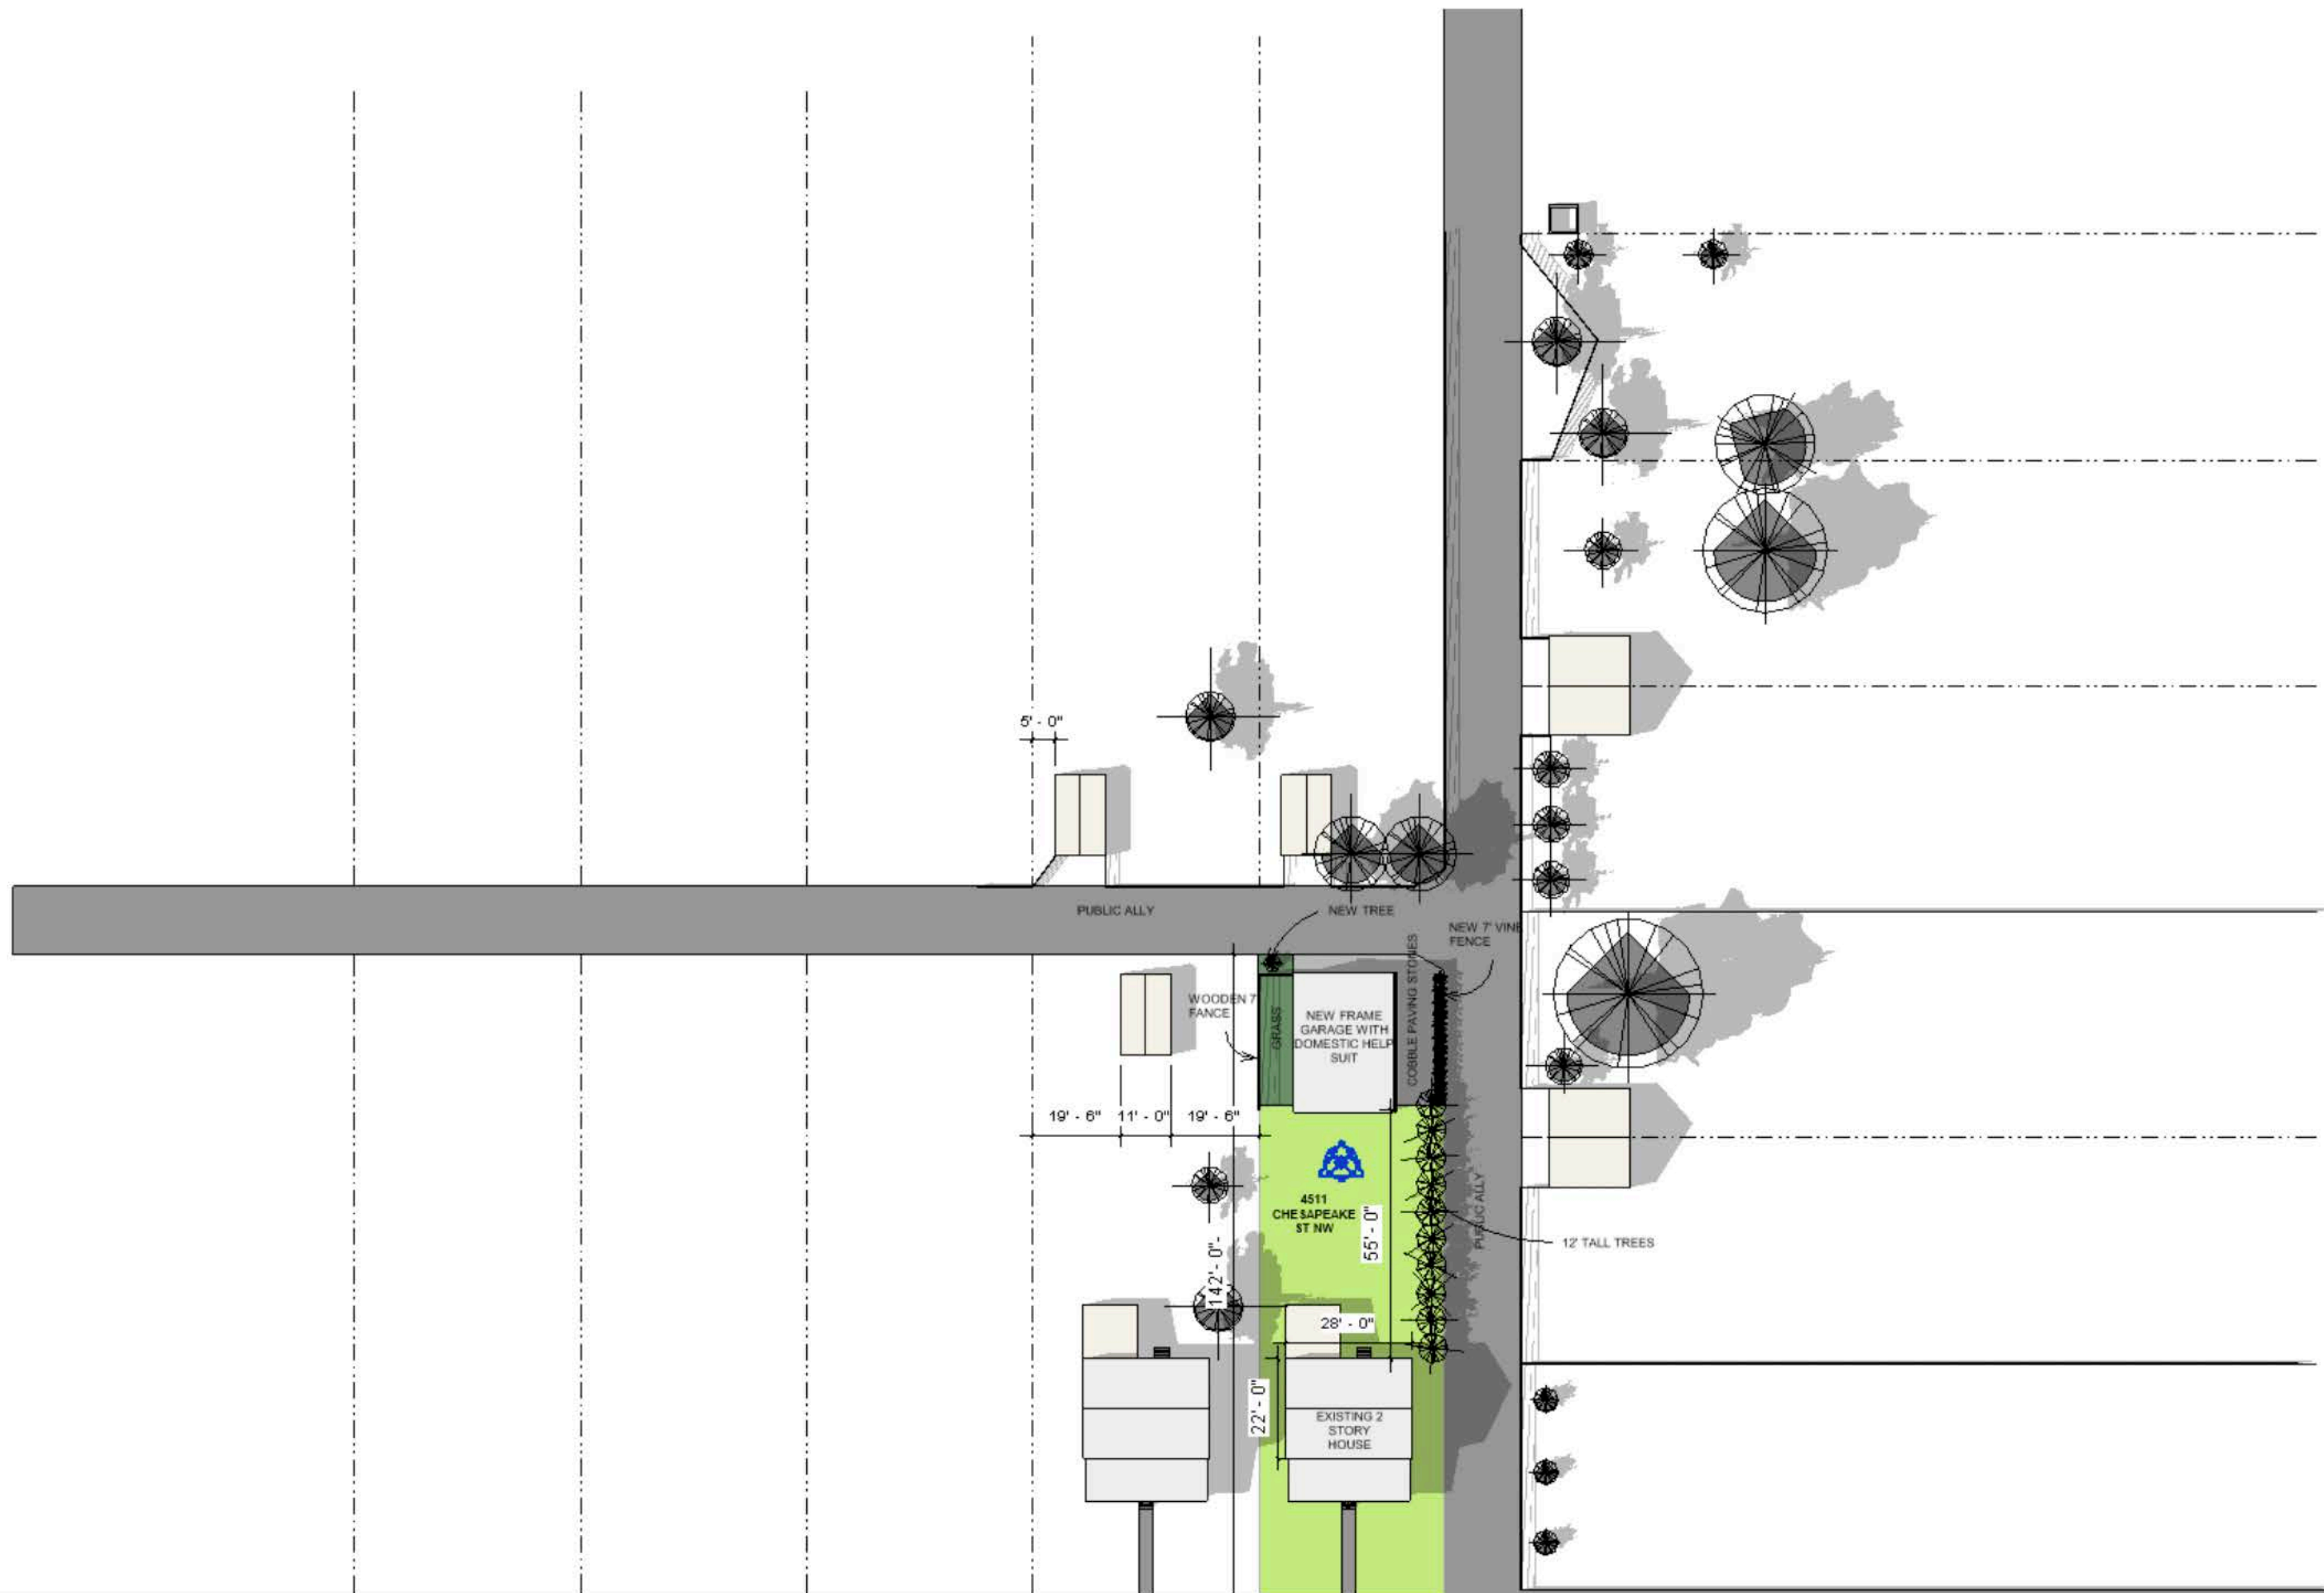 5' - 0"
PUBLIC ALLY
NEW TREE
NEW 7' VINE
FENCE
COBBLE PAVING STONES
WOODEN 7'
FANCE
GRASS
NEW FRAME
GARAGE WITH
DOMESTIC HELP
SUIT
19' - 6"
11' - 0"
19' - 6"
4511
CHESAPEAKE
ST NW
55' - 0"
PUBLIC ALLY
12' TALL TREES
142' - 0"
28' - 0"
22' - 0"
EXISTING 2
STORY
HOUSE